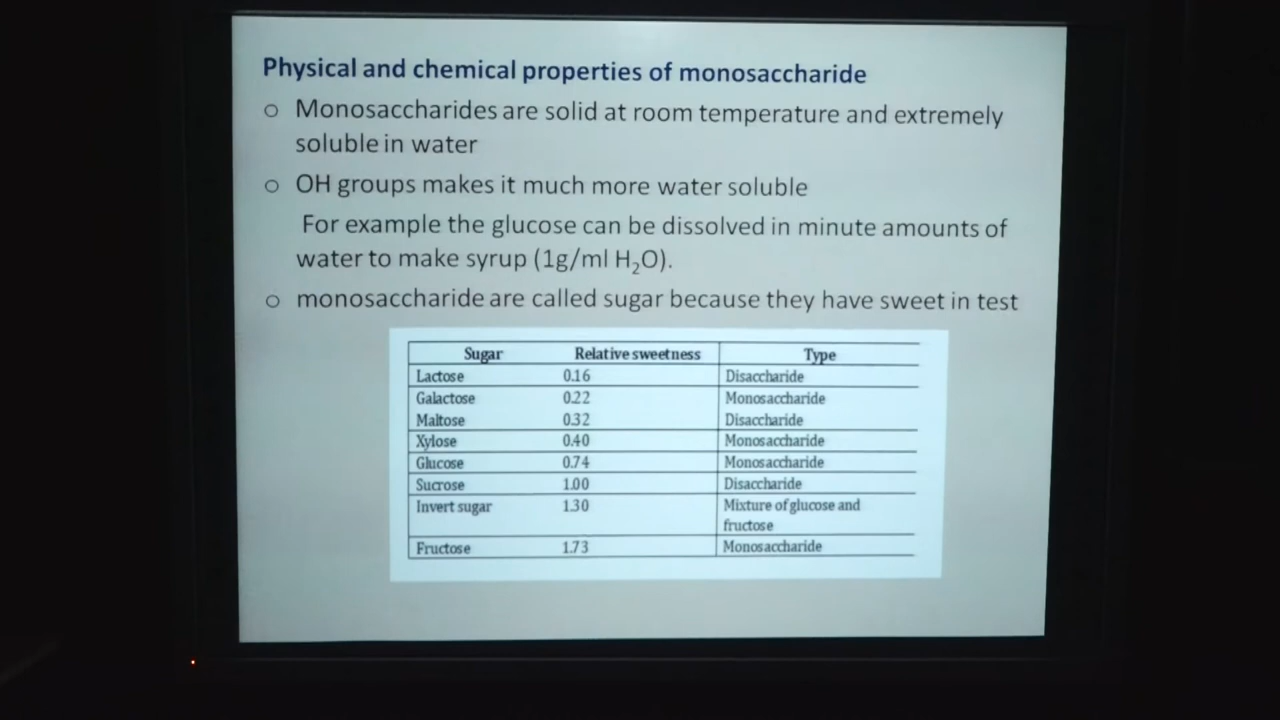 Physical and chemical properties of monosaccharide
o Monosaccharides are solid at room temperature and extremely
soluble in water
o OH groups makes it much more water soluble
For example the glucose can be dissolved in minute amounts of
water to make syrup (1g/ml H₂O).
o monosaccharide are called sugar because they have sweet in test
Sugar Relative sweetness Type
Lactose 0.16 Disaccharide
Galactose 0.22 Monosaccharide
Maltose 0.32 Disaccharide
Xylose 0.40 Monosaccharide
Glucose 0.74 Monosaccharide
Sucrose 1.00 Disaccharide
Invert sugar 1.30 Mixture of glucose and
fructose
Fructose 1.73 Monosaccharide